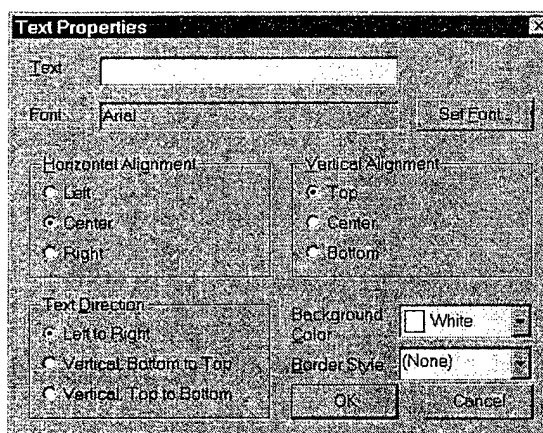 Text Properties
Text
Font Arial Set Font...
Horizontal Alignment Vertical Alignment
Left Top
Center Center
Right Bottom
Text Direction Background Color White
Left to Right
Vertical, Bottom to Top Border Style (None)
Vertical, Top to Bottom OK Cancel